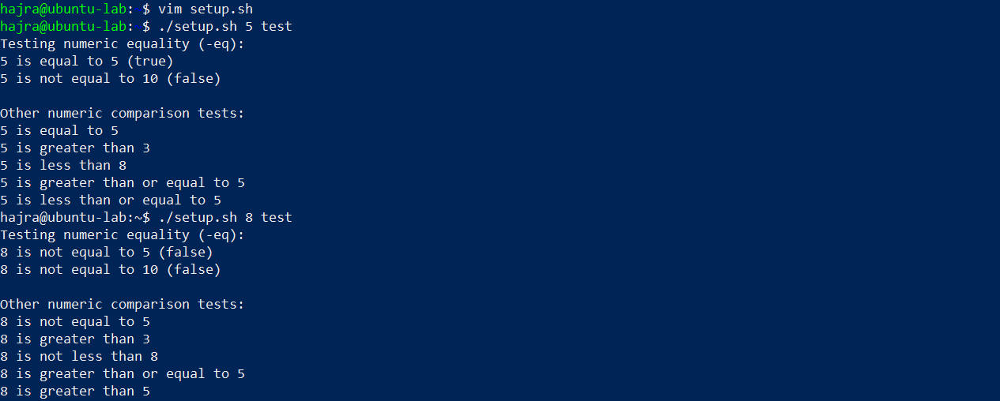 hajra@ubuntu-lab:~$ vim setup.sh
hajra@ubuntu-lab:~$ ./setup.sh 5 test
Testing numeric equality (-eq):
5 is equal to 5 (true)
5 is not equal to 10 (false)
Other numeric comparison tests:
5 is equal to 5
5 is greater than 3
5 is less than 8
5 is greater than or equal to 5
5 is less than or equal to 5
hajra@ubuntu-lab:~$ ./setup.sh 8 test
Testing numeric equality (-eq):
8 is not equal to 5 (false)
8 is not equal to 10 (false)
Other numeric comparison tests:
8 is not equal to 5
8 is greater than 3
8 is not less than 8
8 is greater than or equal to 5
8 is greater than 5